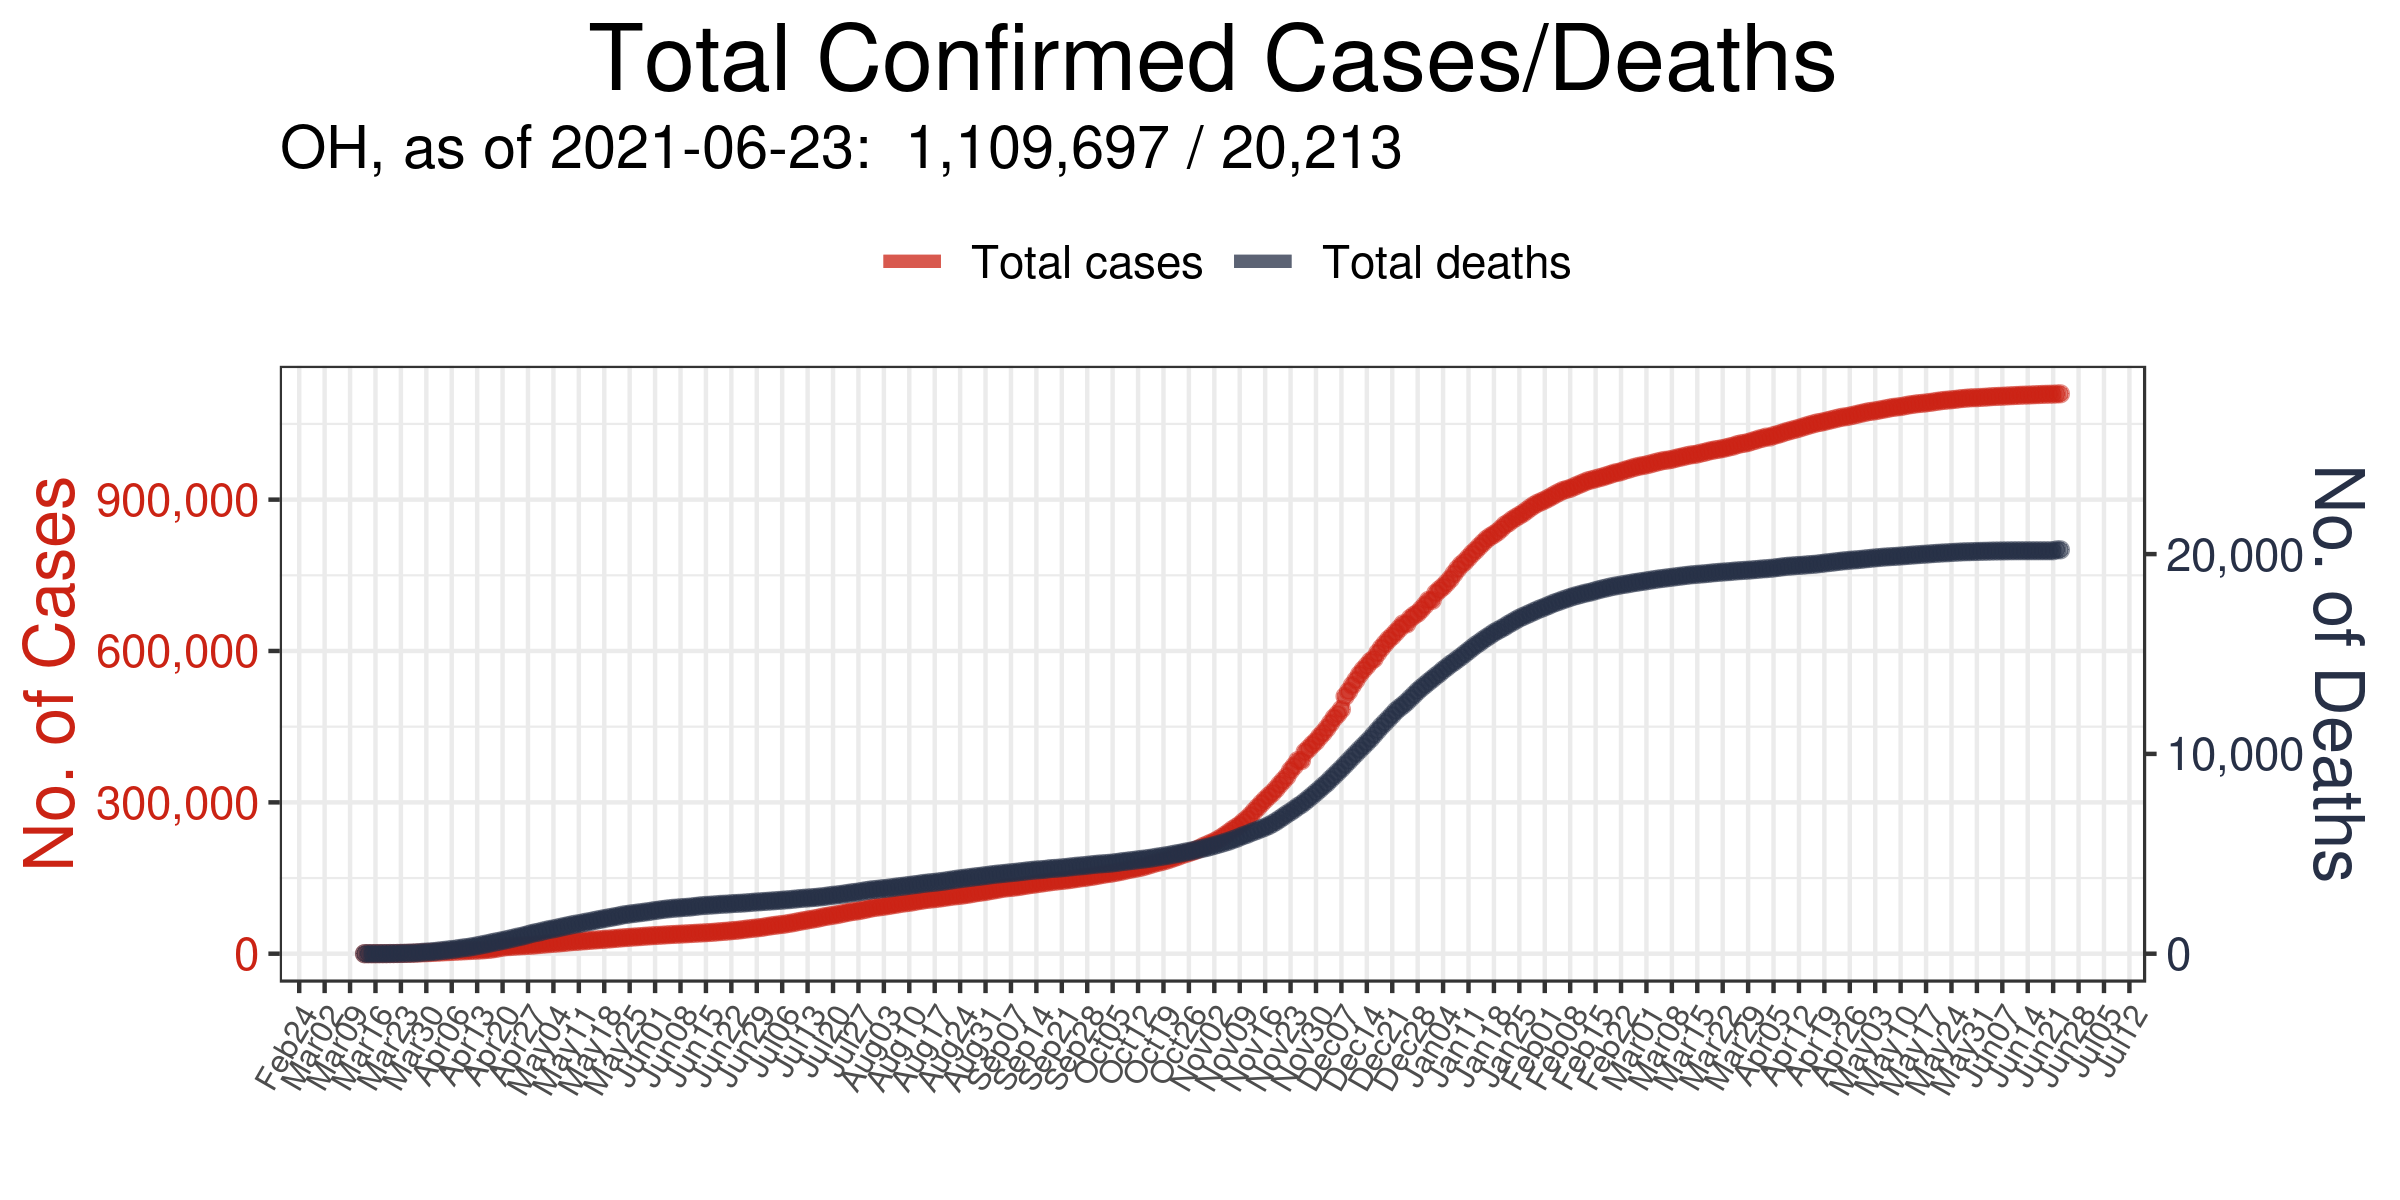 Total Confirmed Cases/Deaths
OH, as of 2021-06-23: 1,109,697 / 20,213
Total cases
Total deaths
No. of Cases
900,000
600,000
300,000
0
20,000
10,000
0
No. of Deaths
Feb24
Mar02
Mar09
Mar16
Mar23
Mar30
Apr06
Apr13
Apr20
Apr27
May04
May11
May18
May25
Jun01
Jun08
Jun15
Jun22
Jun29
Jul06
Jul13
Jul20
Jul27
Aug03
Aug10
Aug17
Aug24
Aug31
Sep07
Sep14
Sep21
Sep28
Oct05
Oct12
Oct19
Oct26
Nov02
Nov09
Nov16
Nov23
Nov30
Dec07
Dec14
Dec21
Dec28
Jan04
Jan11
Jan18
Jan25
Feb01
Feb08
Feb15
Feb22
Mar01
Mar08
Mar15
Mar22
Mar29
Apr05
Apr12
Apr19
Apr26
May03
May10
May17
May24
May31
Jun07
Jun14
Jun21
Jun28
Jul05
Jul12